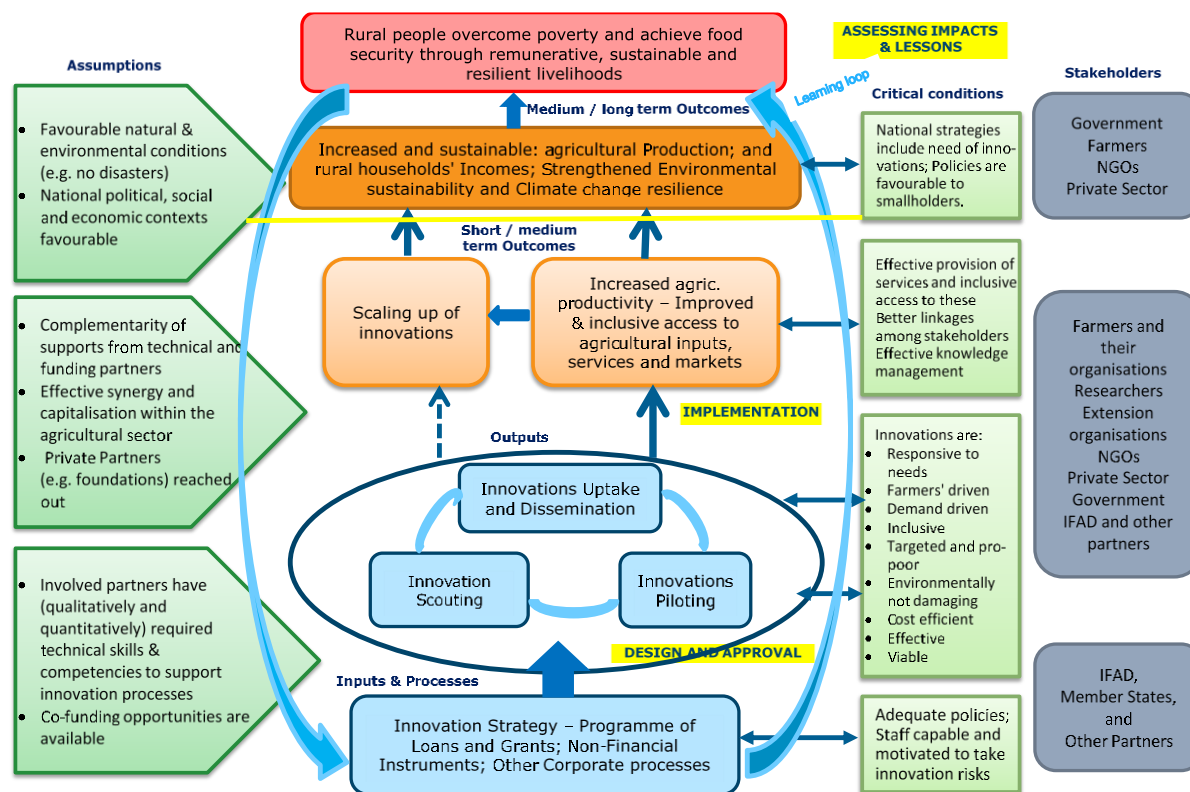 Assumptions
• Favourable natural &
environmental conditions
(e.g. no disasters)
• National political, social
and economic contexts
favourable
• Complementarity of
supports from technical and
funding partners
• Effective synergy and
capitalisation within the
agricultural sector
• Private Partners
(e.g. foundations) reached
out
• Involved partners have
(qualitatively and
quantitatively) required
technical skills &
competencies to support
innovation processes
• Co-funding opportunities are
available
Rural people overcome poverty and achieve food
security through remunerative, sustainable and
resilient livelihoods
Medium / long term Outcomes
Increased and sustainable: agricultural Production; and
rural households' Incomes; Strengthened Environmental
sustainability and Climate change resilience
Short / medium
term Outcomes
Scaling up of
innovations
Increased agric.
productivity – Improved
& inclusive access to
agricultural inputs,
services and markets
IMPLEMENTATION
Outputs
Innovations Uptake
and Dissemination
Innovation
Scouting
Innovations
Piloting
DESIGN AND APPROVAL
Inputs & Processes
Innovation Strategy – Programme of
Loans and Grants; Non-Financial
Instruments; Other Corporate processes
ASSESSING IMPACTS
& LESSONS
Learning loop
Critical conditions
National strategies
include need of inno-
vations; Policies are
favourable to
smallholders.
Effective provision of
services and inclusive
access to these
Better linkages
among stakeholders
Effective knowledge
management
Innovations are:
• Responsive to
needs
• Farmers' driven
• Demand driven
• Inclusive
• Targeted and pro-
poor
• Environmentally
not damaging
• Cost efficient
• Effective
• Viable
Adequate policies;
Staff capable and
motivated to take
innovation risks
Stakeholders
Government
Farmers
NGOs
Private Sector
Farmers and
their
organisations
Researchers
Extension
organisations
NGOs
Private Sector
Government
IFAD and other
partners
IFAD,
Member States,
and
Other Partners